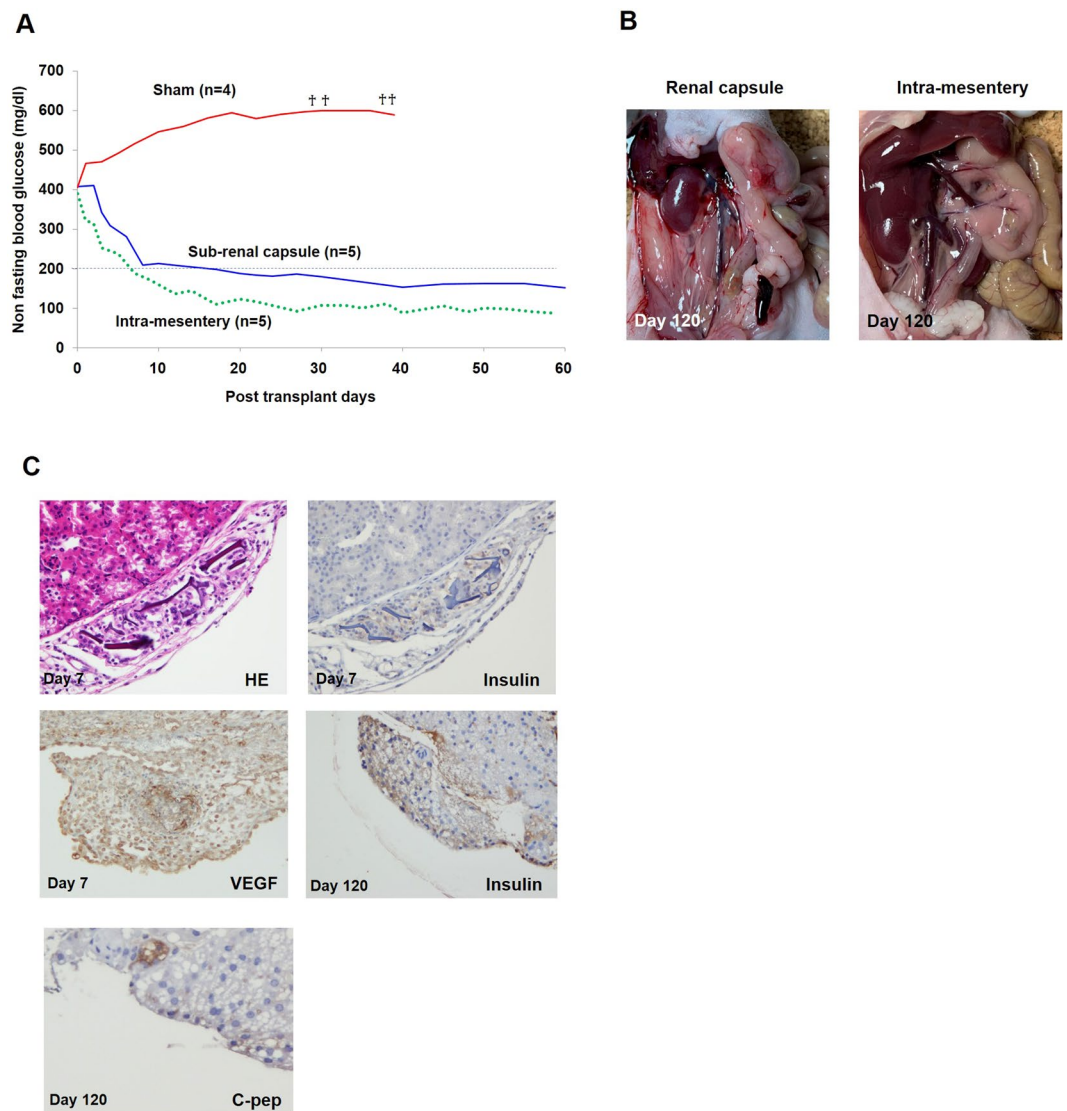 A
700
600
500
400
300
200
100
0
Non fasting blood glucose (mg/dl)
Sham (n=4)
† †
††
Sub-renal capsule (n=5)
Intra-mesentery (n=5)
0 10 20 30 40 50 60
Post transplant days
B
Renal capsule
Intra-mesentery
Day 120
Day 120
C
Day 7
HE
Day 7
Insulin
Day 7
VEGF
Day 120
Insulin
Day 120
C-pep